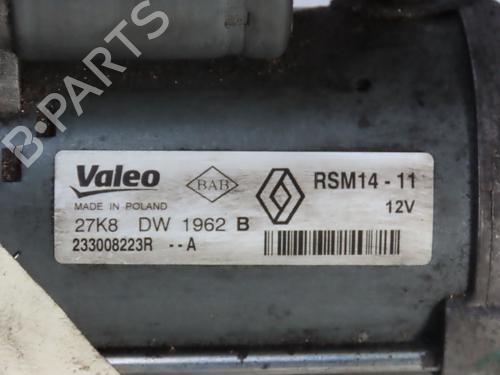 B-PARTS
Valeo
MADE IN POLAND
BAB
RSM14 - 11
12V
27K8 DW 1962 B
233008223R --A